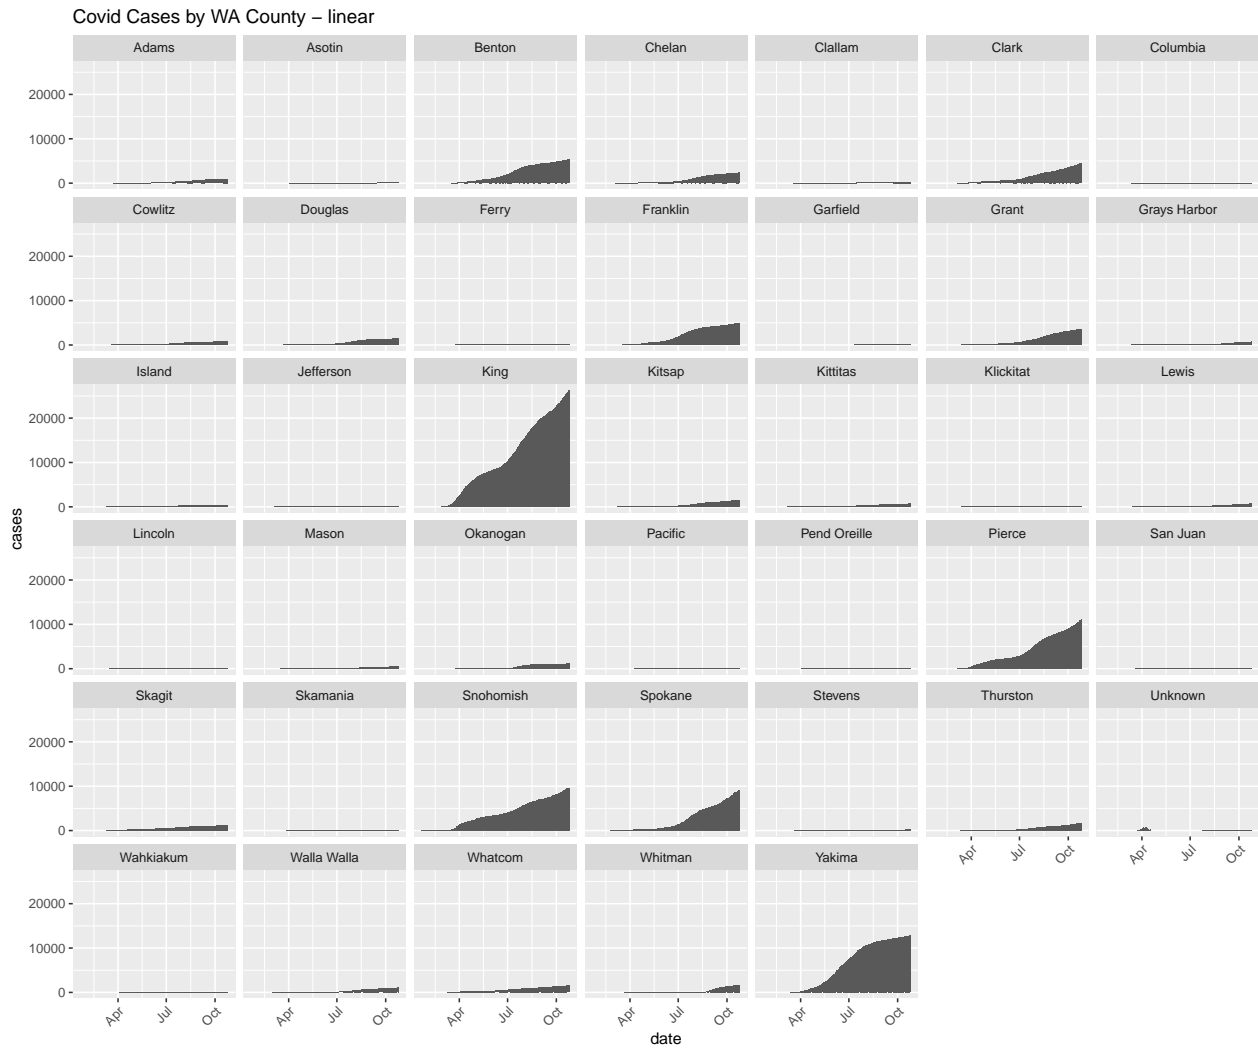 Covid Cases by WA County – linear
Adams Asotin Benton Chelan Clallam Clark Columbia
20000
10000
0
Cowlitz Douglas Ferry Franklin Garfield Grant Grays Harbor
20000
10000
0
Island Jefferson King Kitsap Kittitas Klickitat Lewis
20000
10000
0
cases
Lincoln Mason Okanogan Pacific Pend Oreille Pierce San Juan
20000
10000
0
Skagit Skamania Snohomish Spokane Stevens Thurston Unknown
20000
10000
0
Apr Jul Oct Apr Jul Oct
Wahkiakum Walla Walla Whatcom Whitman Yakima
20000
10000
0
Apr Jul Oct Apr Jul Oct Apr Jul Oct Apr Jul Oct Apr Jul Oct
date